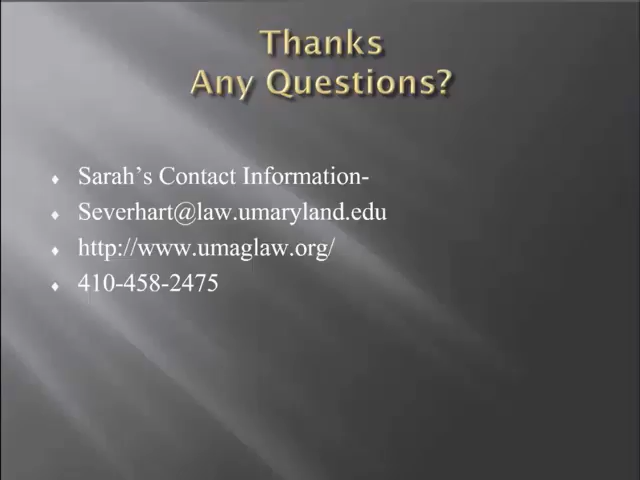 Thanks
Any Questions?
Sarah's Contact Information-
Severhart@law.umaryland.edu
http://www.umaglaw.org/
410-458-2475